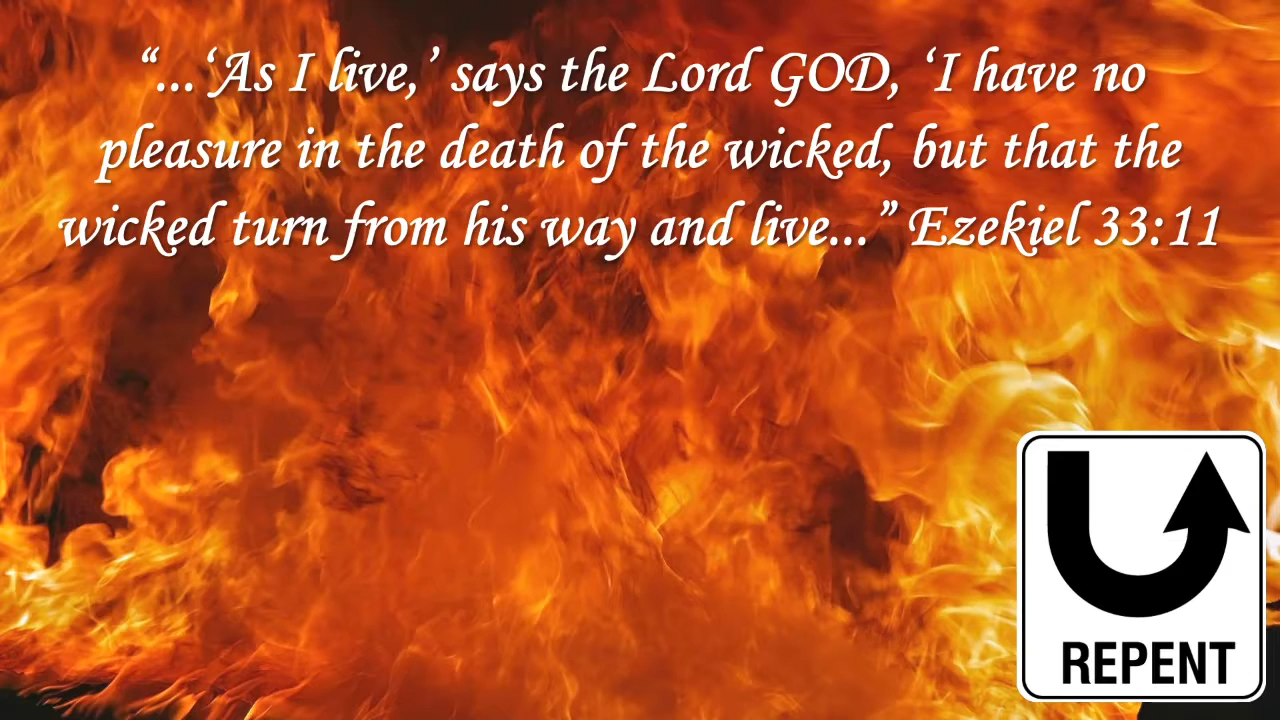 “...‘As I live,’ says the Lord GOD, ‘I have no
pleasure in the death of the wicked, but that the
wicked turn from his way and live...” Ezekiel 33:11
REPENT